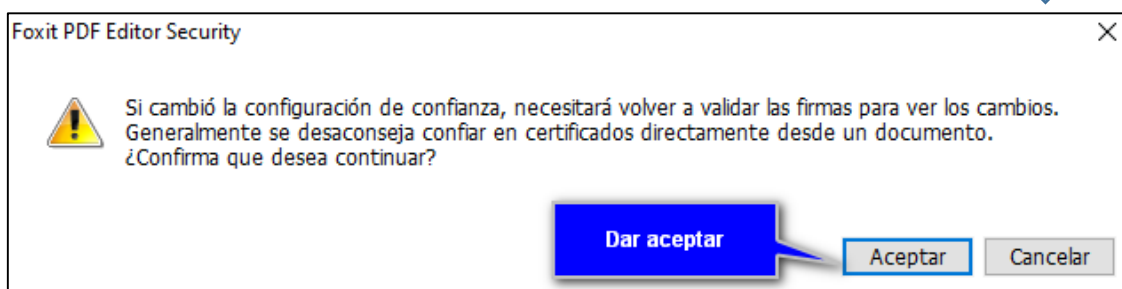 Foxit PDF Editor Security
Si cambió la configuración de confianza, necesitará volver a validar las firmas para ver los cambios.
Generalmente se desaconseja confiar en certificados directamente desde un documento.
¿Confirma que desea continuar?
Dar aceptar
Aceptar
Cancelar